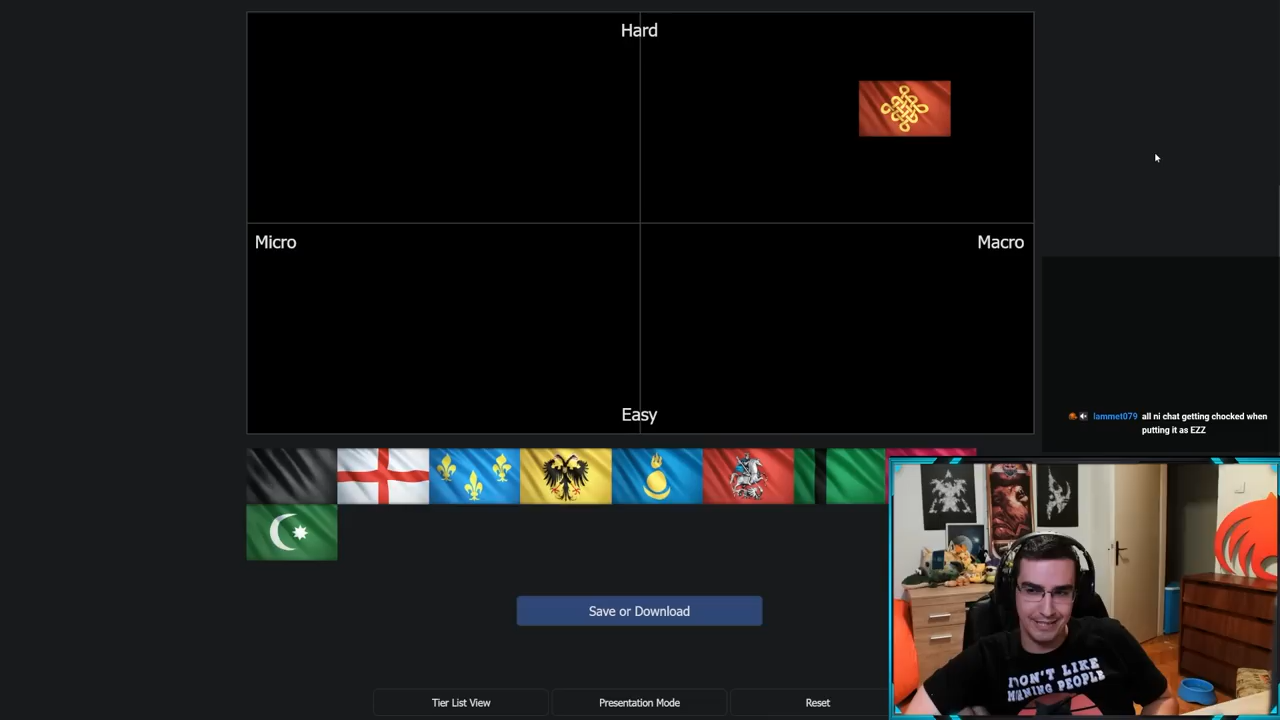 Hard
Micro
Macro
Easy
lammet079 all ni chat getting chocked when
putting it as EZZ
Save or Download
Tier List View
Presentation Mode
Reset
DON'T LIKE
PEOPLE